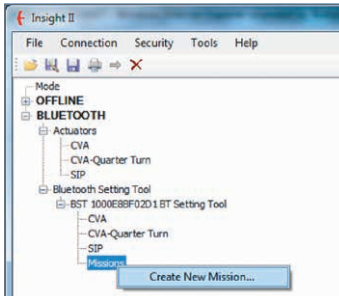 Insight II
File Connection Security Tools Help
Mode
OFFLINE
BLUETOOTH
Actuators
CVA
CVA-Quarter Turn
SIP
Bluetooth Setting Tool
BST 1000E8BF02D1 BT Setting Tool
CVA
CVA-Quarter Turn
SIP
Missions
Create New Mission...